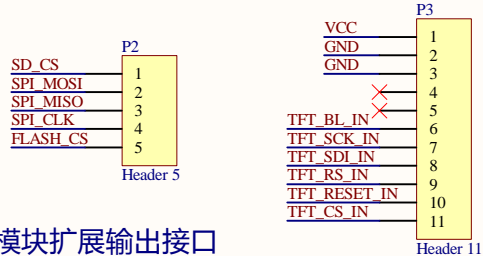 P2
SD_CS 1
SPI_MOSI 2
SPI_MISO 3
SPI_CLK 4
FLASH_CS 5
Header 5
模块扩展输出接口
P3
VCC 1
GND 2
GND 3
4
5
TFT_BL_IN 6
TFT_SCK_IN 7
TFT_SDI_IN 8
TFT_RS_IN 9
TFT_RESET_IN 10
TFT_CS_IN 11
Header 11